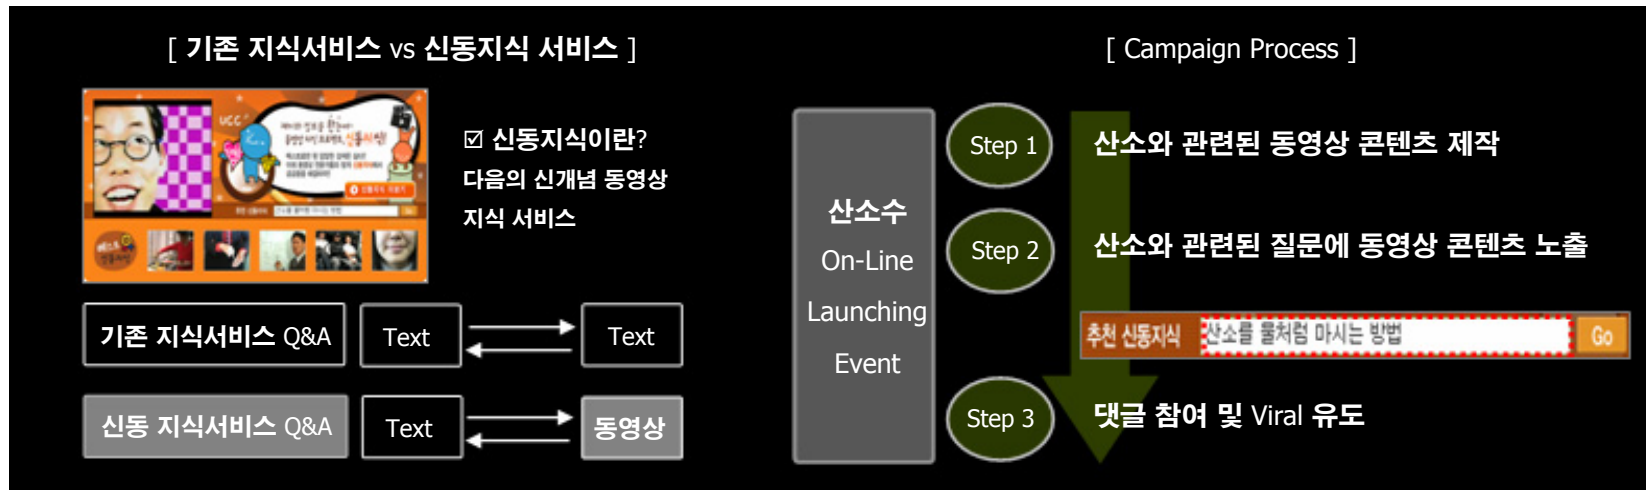 [ 기존 지식서비스 vs 신동지식 서비스 ]
UCC
☑ 신동지식이란?
다음의 신개념 동영상
지식 서비스
기존 지식서비스 Q&A
Text
Text
신동 지식서비스 Q&A
Text
동영상
[ Campaign Process ]
산소수
On-Line
Launching
Event
Step 1
산소와 관련된 동영상 콘텐츠 제작
Step 2
산소와 관련된 질문에 동영상 콘텐츠 노출
추천 신동지식
산소를 물처럼 마시는 방법
Go
Step 3
댓글 참여 및 Viral 유도